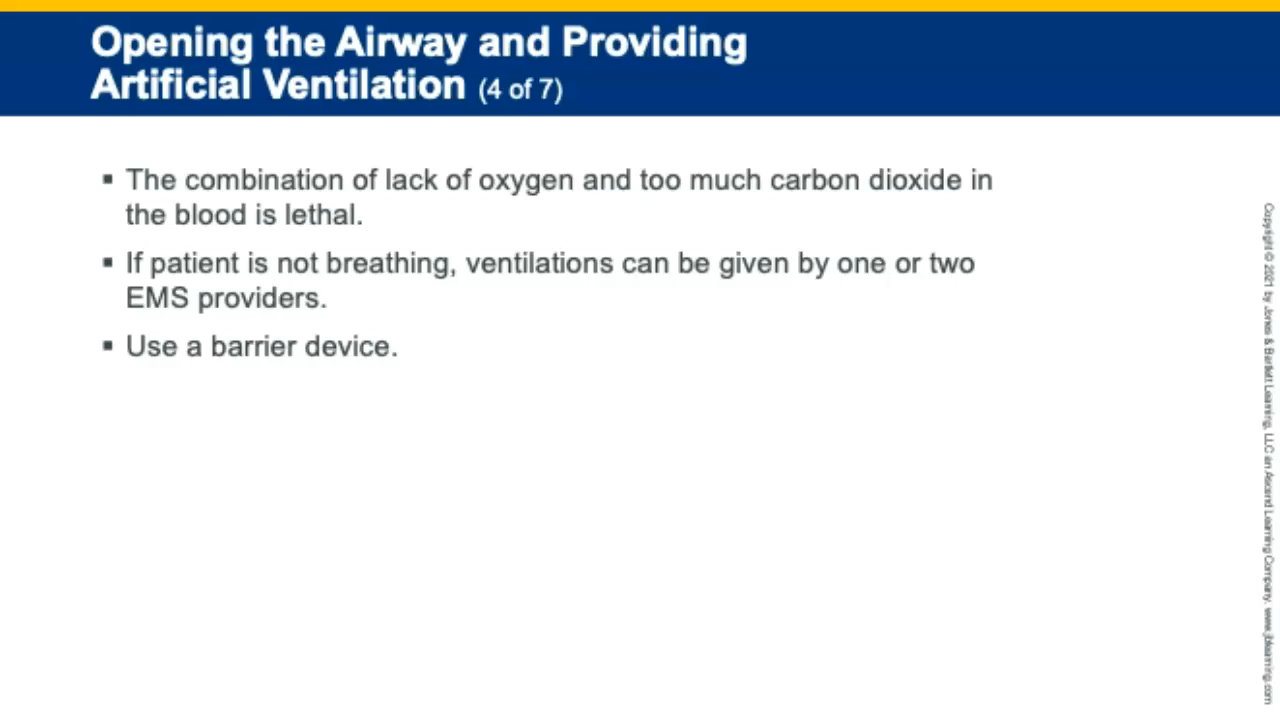 Opening the Airway and Providing
Artificial Ventilation (4 of 7)
▪ The combination of lack of oxygen and too much carbon dioxide in
the blood is lethal.
▪ If patient is not breathing, ventilations can be given by one or two
EMS providers.
▪ Use a barrier device.
Copyright © 2021 by Jones & Bartlett Learning, LLC an Ascend Learning Company. www.jblearning.com